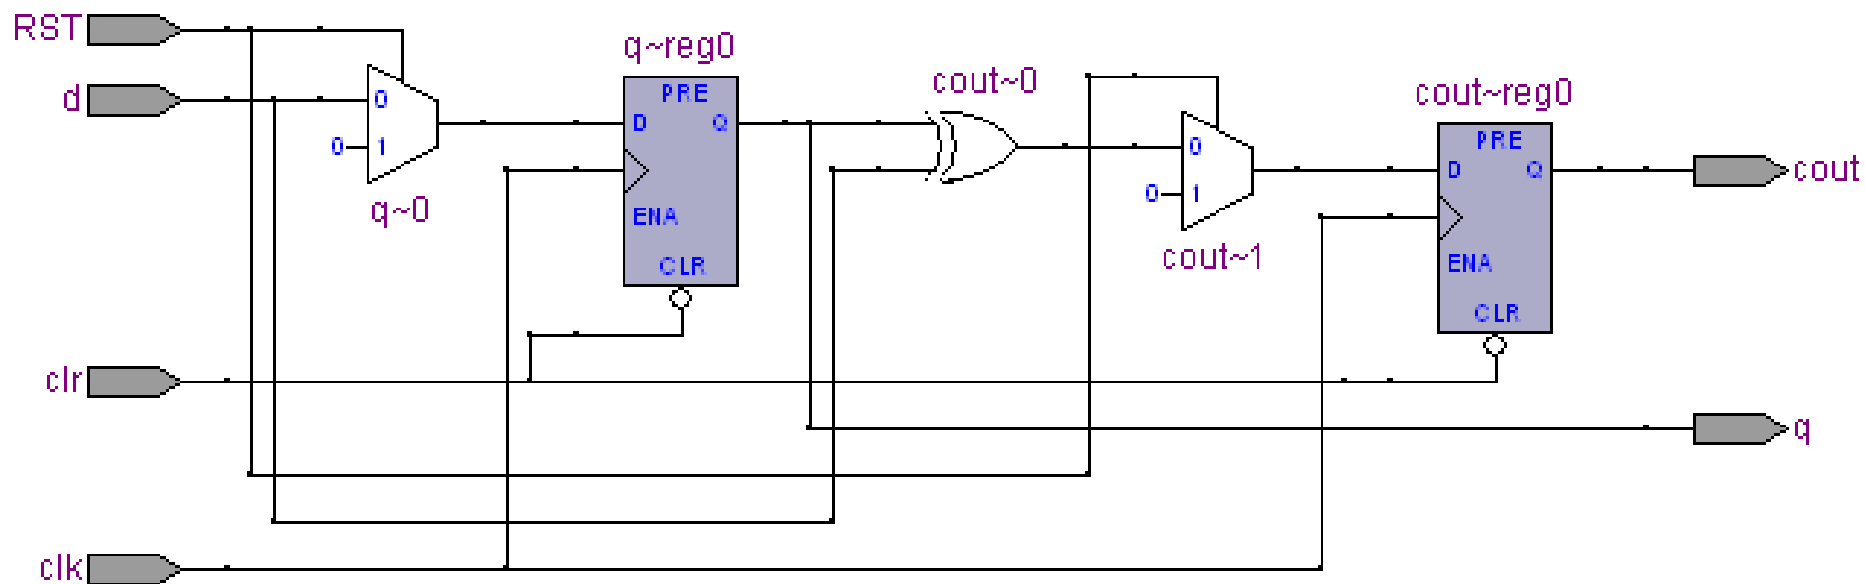 RST
d
0
0
1
q~0
q~reg0
PRE
D
Q
ENA
CLR
cout~0
0
0
1
cout~1
cout~reg0
PRE
D
Q
ENA
CLR
cout
clr
q
clk